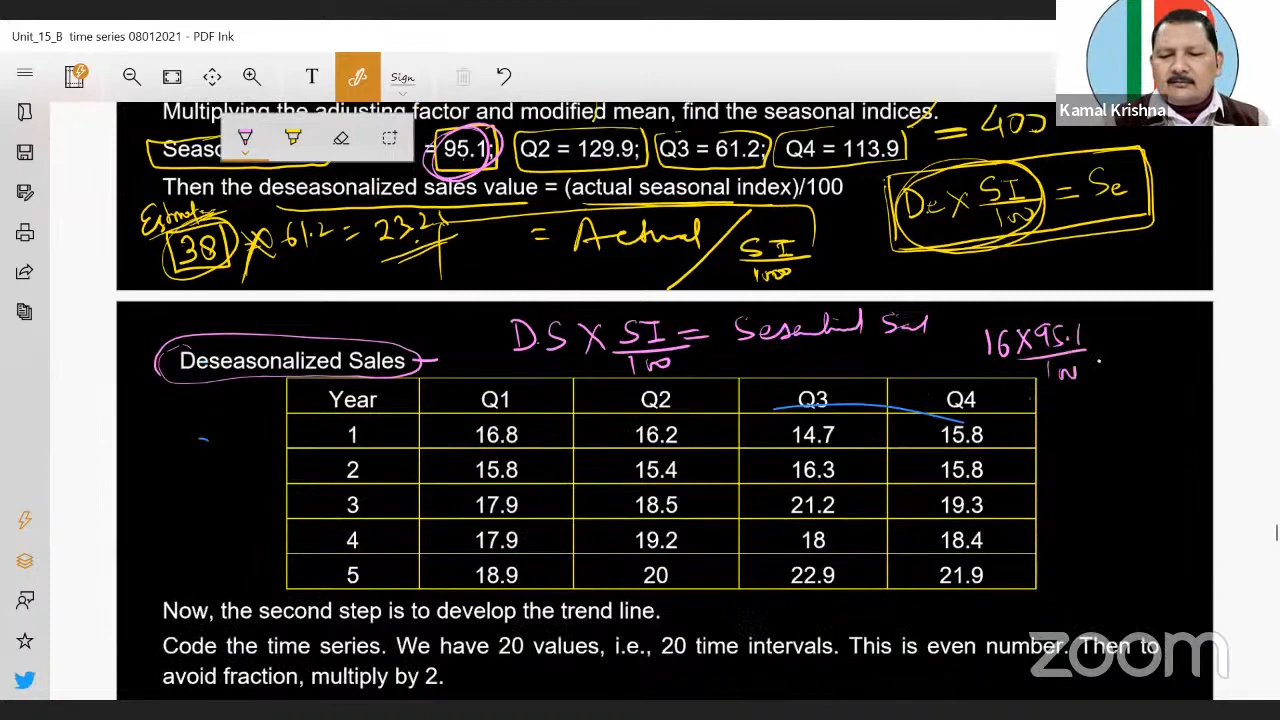 Unit_15_B time series 08012021 - PDF Ink
T
Sign
Kamal Krishna
Multiplying the adjusting factor and modified mean, find the seasonal indices.
= 400
Seaso = 95.1; Q2 = 129.9; Q3 = 61.2; Q4 = 113.9
Then the deseasonalized sales value = (actual seasonal index)/100
De × SI/100 = Se
38 × .61.2 = 23.2
= Actual / SI/100
D.S × SI/100 =
16 × 95.1/100
Deseasonalized Sales
Year Q1 Q2 Q3 Q4
1 16.8 16.2 14.7 15.8
2 15.8 15.4 16.3 15.8
3 17.9 18.5 21.2 19.3
4 17.9 19.2 18 18.4
5 18.9 20 22.9 21.9
Now, the second step is to develop the trend line.
Code the time series. We have 20 values, i.e., 20 time intervals. This is even number. Then to
avoid fraction, multiply by 2.
zoom